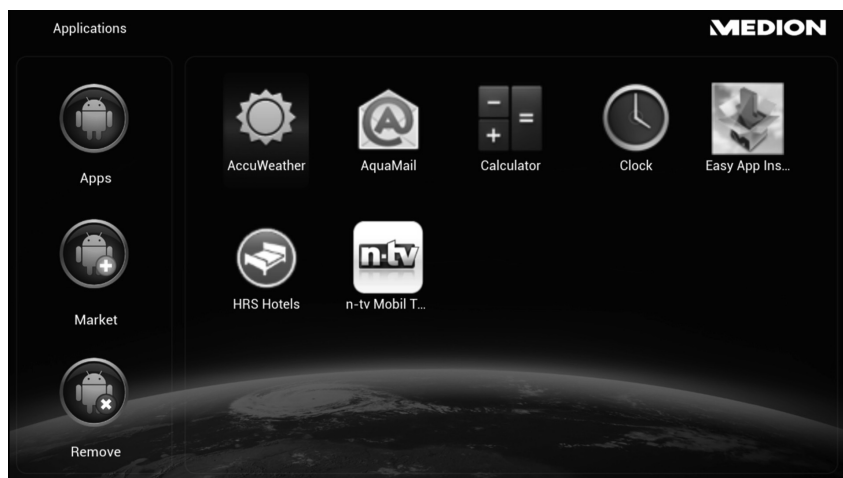 Applications
MEDION
Apps
Market
Remove
AccuWeather
AquaMail
Calculator
Clock
Easy App Ins...
HRS Hotels
n-tv
n-tv Mobil T...